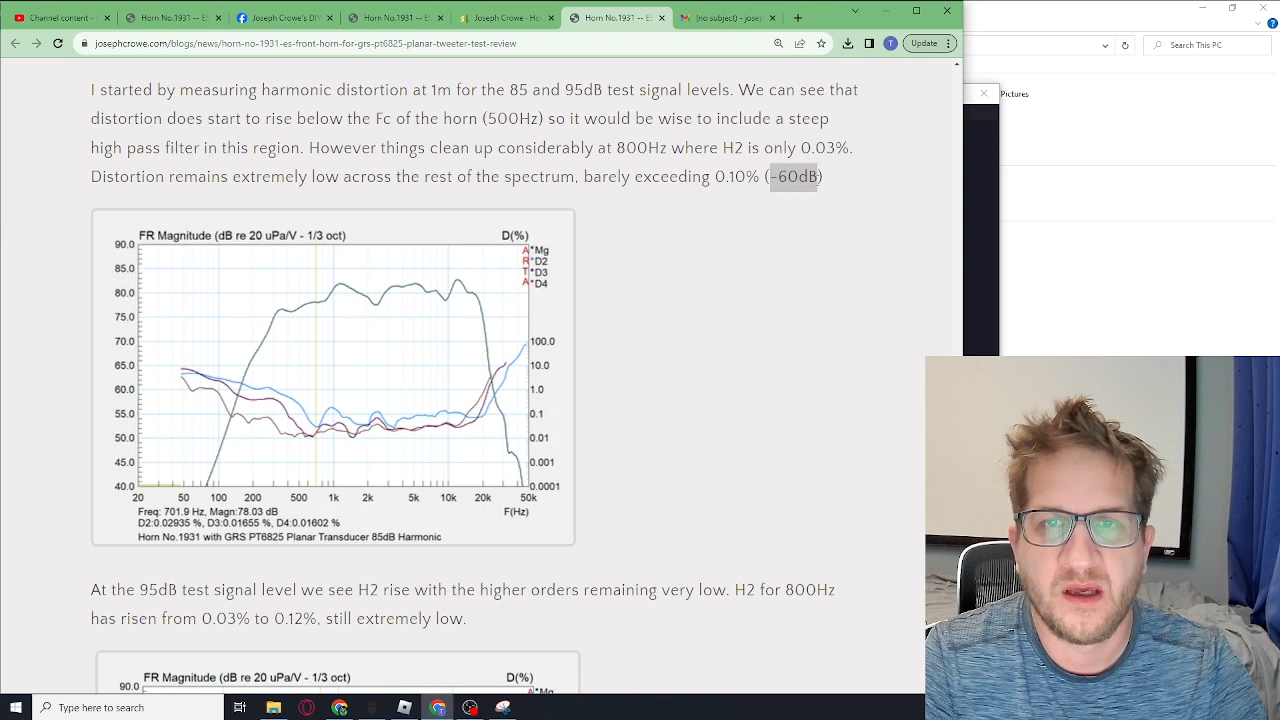 Channel content - 
Horn No.1931 -- ES
Joseph Crowe's DIY
Horn No.1931 -- ES
Joseph Crowe · Ho
Horn No.1931 -- ES
(no subject) - josep
josephcrowe.com/blogs/news/horn-no-1931-es-front-horn-for-grs-pt6825-planar-tweeter-test-review
T
Update
Search This PC
Pictures
I started by measuring harmonic distortion at 1m for the 85 and 95dB test signal levels. We can see that
distortion does start to rise below the Fc of the horn (500Hz) so it would be wise to include a steep
high pass filter in this region. However things clean up considerably at 800Hz where H2 is only 0.03%.
Distortion remains extremely low across the rest of the spectrum, barely exceeding 0.10% (-60dB)
FR Magnitude (dB re 20 uPa/V - 1/3 oct)
D(%)
90.0
85.0
80.0
75.0
70.0
65.0
60.0
55.0
50.0
45.0
40.0
A *Mg
R *D2
T *D3
A *D4
100.0
10.0
1.0
0.1
0.01
0.001
0.0001
20 50 100 200 500 1k 2k 5k 10k 20k 50k
Freq: 701.9 Hz, Magn:78.03 dB
F(Hz)
D2:0.02935 %, D3:0.01655 %, D4:0.01602 %
Horn No.1931 with GRS PT6825 Planar Transducer 85dB Harmonic
At the 95dB test signal level we see H2 rise with the higher orders remaining very low. H2 for 800Hz
has risen from 0.03% to 0.12%, still extremely low.
FR Magnitude (dB re 20 uPa/V - 1/3 oct)
D(%)
90.0
*Mg
Type here to search